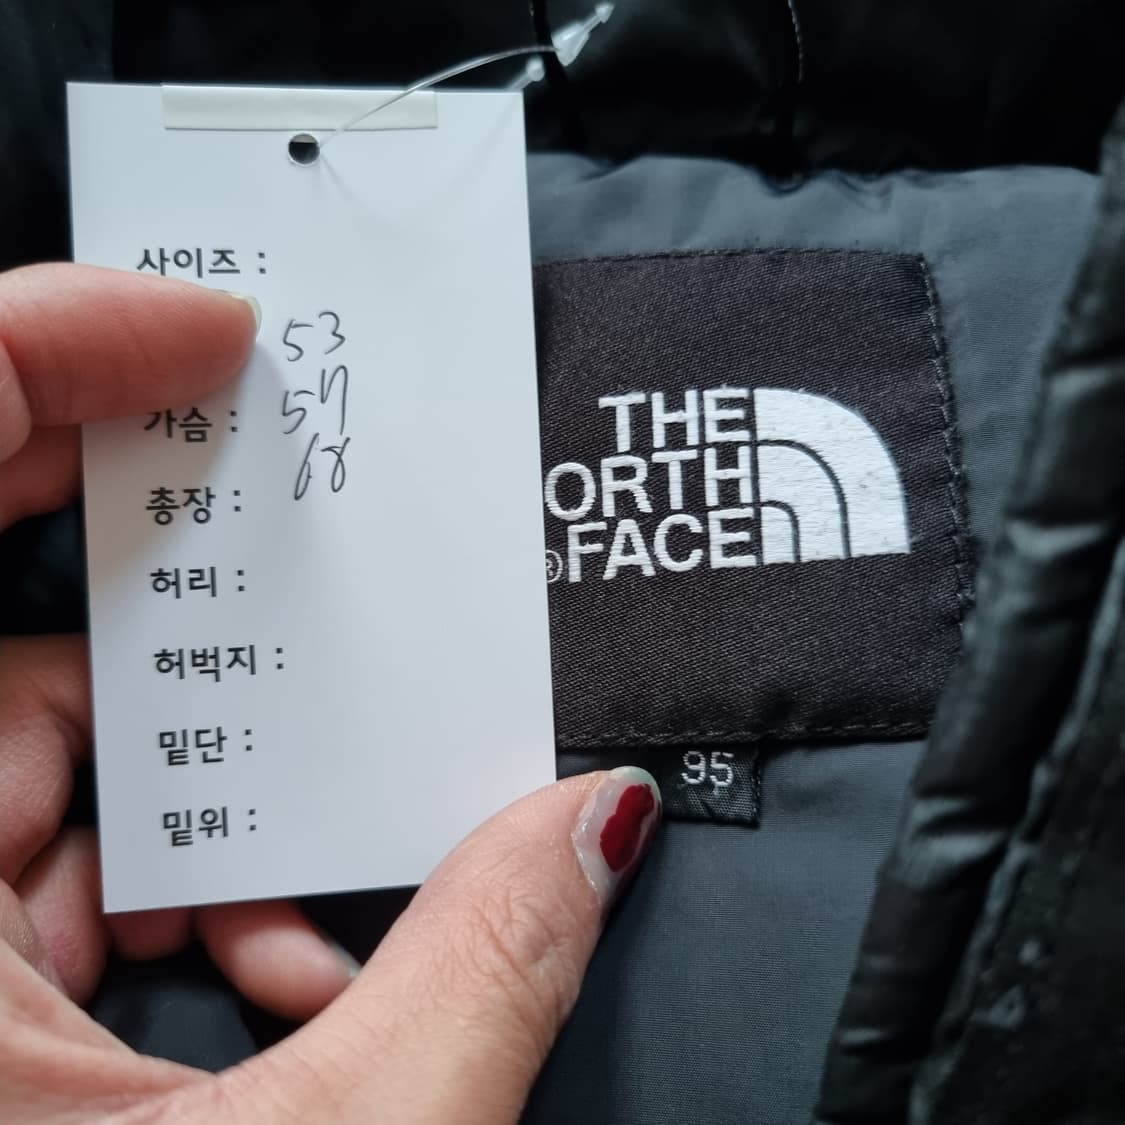 사이즈 :
53
가슴 : 57
총장 : 68
허리 :
허벅지 :
밑단 :
밑위 :
THE
ORTH
®FACE
95